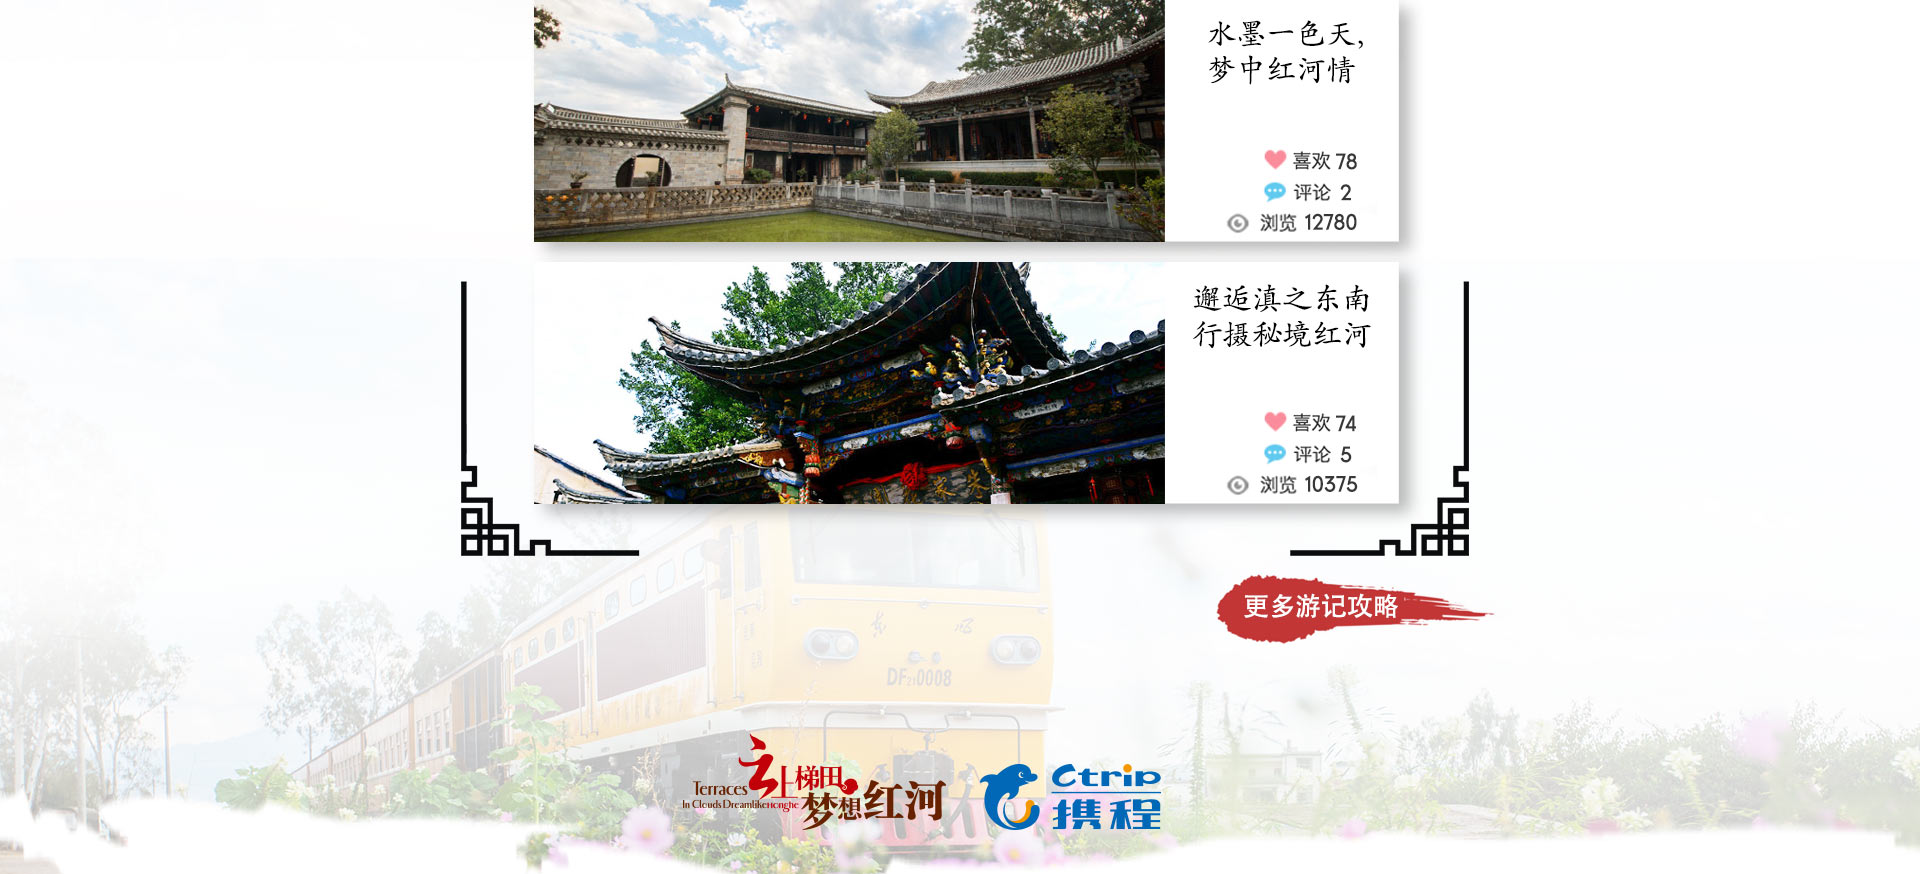 水墨一色天,
梦中红河情
喜欢 78
评论 2
浏览 12780
邂逅滇之东南
行摄秘境红河
喜欢 74
评论 5
浏览 10375
更多游记攻略
DF21 0008
云上梯田
Terraces
In Clouds Dreamlike Honghe
梦想红河
Ctrip
携程